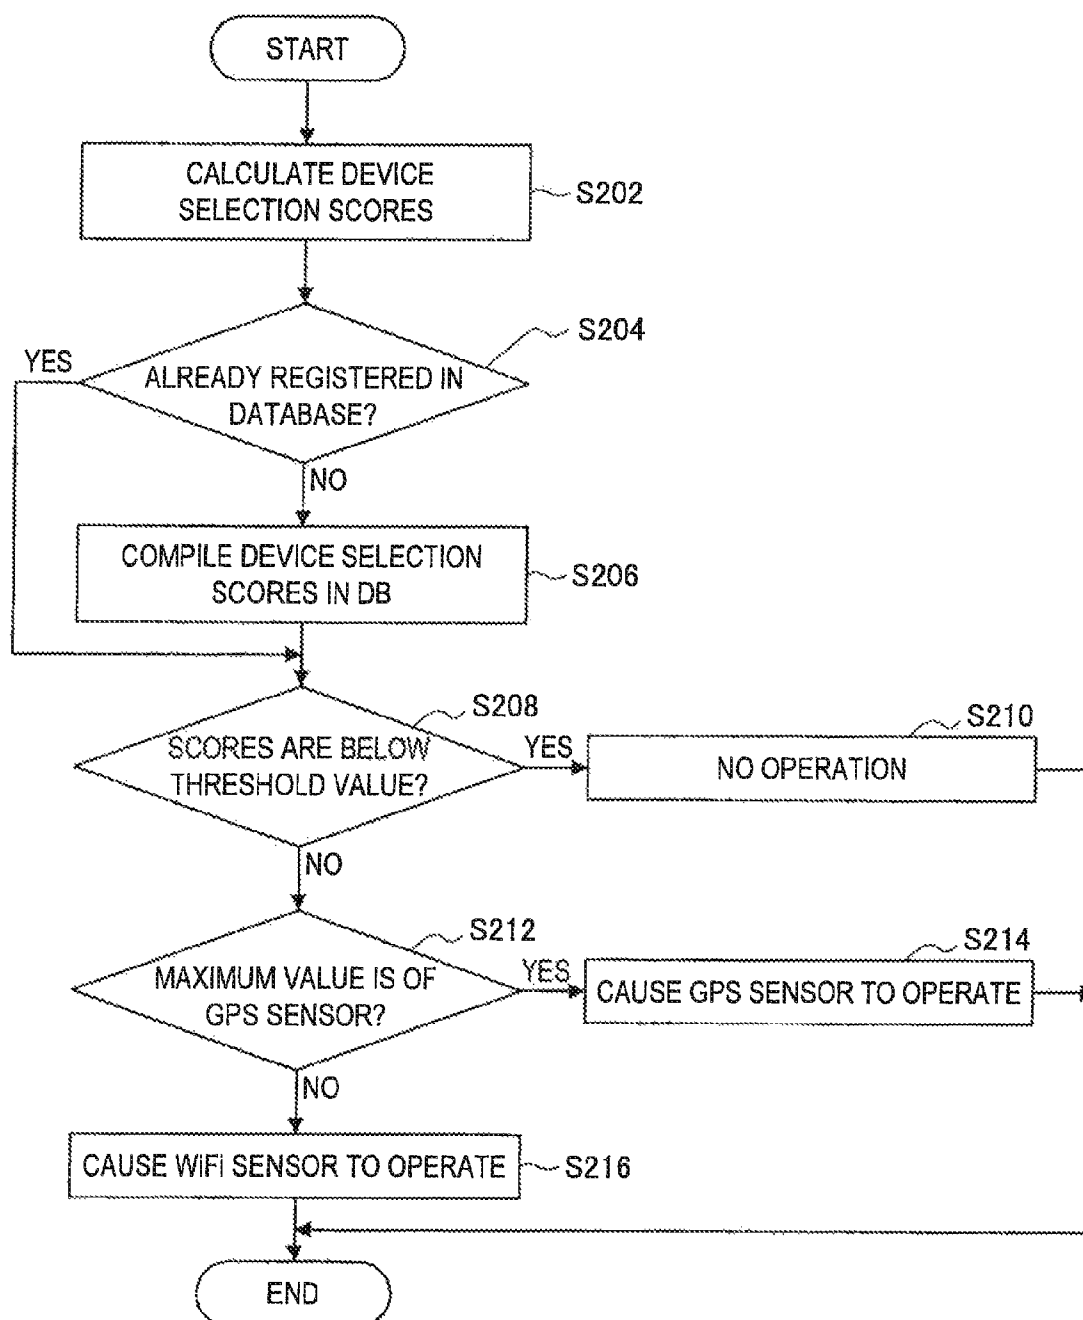 START
CALCULATE DEVICE
SELECTION SCORES
S202
S204
YES
ALREADY REGISTERED IN
DATABASE?
NO
COMPILE DEVICE SELECTION
SCORES IN DB
S206
S208
SCORES ARE BELOW
THRESHOLD VALUE?
YES
S210
NO OPERATION
NO
S212
MAXIMUM VALUE IS OF
GPS SENSOR?
YES
S214
CAUSE GPS SENSOR TO OPERATE
NO
CAUSE WiFi SENSOR TO OPERATE
S216
END